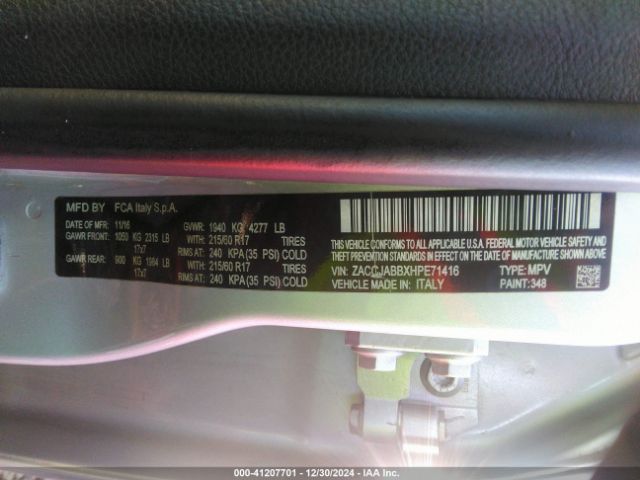 MFD BY FCA Italy S.p.A.
DATE OF MFR: 11/16 GVWR: 1940 KG 4277 LB
GAWR FRONT: 1050 KG 2315 LB WITH: 215/60 R17 TIRES
17x7 RIMS AT: 240 KPA (35 PSI) COLD
GAWR REAR: 900 KG 1984 LB WITH: 215/60 R17 TIRES
17x7 RIMS AT: 240 KPA (35 PSI) COLD
THIS VEHICLE CONFORMS TO ALL APPLICABLE U.S.A. FEDERAL MOTOR VEHICLE SAFETY, BUMPER, AND
THEFT PREVENTION STANDARDS IN EFFECT ON THE DATE OF MANUFACTURE SHOWN ABOVE.
VIN: ZACCJABBXHPE71416 TYPE: MPV
VEHICLE MADE IN: ITALY PAINT: 348
000-41207701 - 12/30/2024 - IAA Inc.